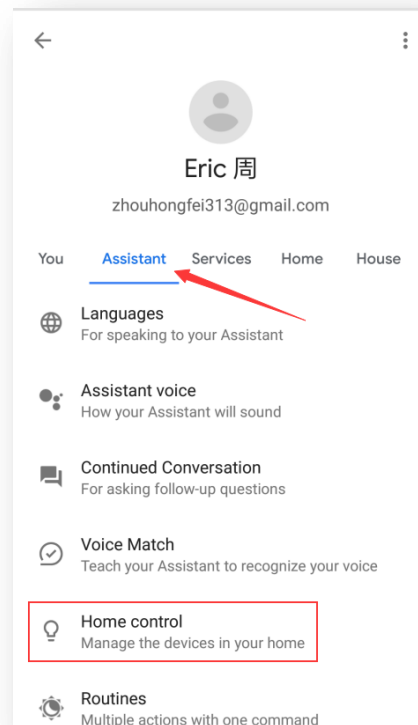 Eric 周
zhouhongfei313@gmail.com
You Assistant Services Home House
Languages
For speaking to your Assistant
Assistant voice
How your Assistant will sound
Continued Conversation
For asking follow-up questions
Voice Match
Teach your Assistant to recognize your voice
Home control
Manage the devices in your home
Routines
Multiple actions with one command